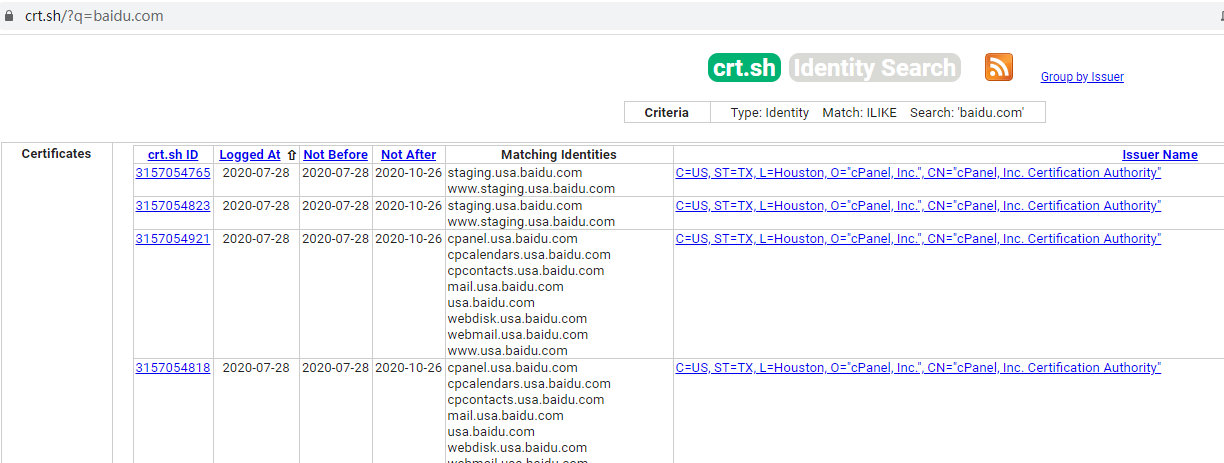 crt.sh/?q=baidu.com
crt.sh Identity Search Group by Issuer
Criteria Type: Identity Match: ILIKE Search: 'baidu.com'
Certificates crt.sh ID Logged At ⇧ Not Before Not After Matching Identities Issuer Name
3157054765 2020-07-28 2020-07-28 2020-10-26 staging.usa.baidu.com C=US, ST=TX, L=Houston, O="cPanel, Inc.", CN="cPanel, Inc. Certification Authority"
www.staging.usa.baidu.com
3157054823 2020-07-28 2020-07-28 2020-10-26 staging.usa.baidu.com C=US, ST=TX, L=Houston, O="cPanel, Inc.", CN="cPanel, Inc. Certification Authority"
www.staging.usa.baidu.com
3157054921 2020-07-28 2020-07-28 2020-10-26 cpanel.usa.baidu.com C=US, ST=TX, L=Houston, O="cPanel, Inc.", CN="cPanel, Inc. Certification Authority"
cpcalendars.usa.baidu.com
cpcontacts.usa.baidu.com
mail.usa.baidu.com
usa.baidu.com
webdisk.usa.baidu.com
webmail.usa.baidu.com
www.usa.baidu.com
3157054818 2020-07-28 2020-07-28 2020-10-26 cpanel.usa.baidu.com C=US, ST=TX, L=Houston, O="cPanel, Inc.", CN="cPanel, Inc. Certification Authority"
cpcalendars.usa.baidu.com
cpcontacts.usa.baidu.com
mail.usa.baidu.com
usa.baidu.com
webdisk.usa.baidu.com
webmail.usa.baidu.com